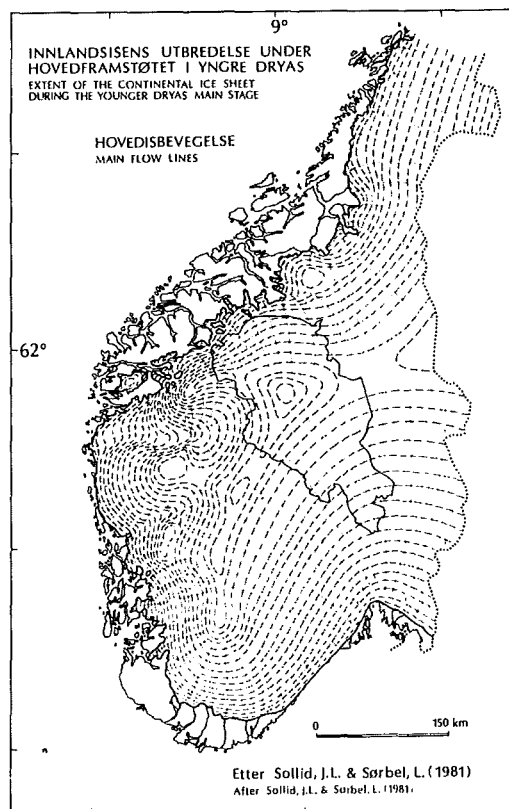 9°
INNLANDSISENS UTBREDELSE UNDER
HOVEDFRAMSTØTET I YNGRE DRYAS
EXTENT OF THE CONTINENTAL ICE SHEET
DURING THE YOUNGER DRYAS MAIN STAGE
HOVEDISBEVEGELSE
MAIN FLOW LINES
62°
0 150 km
Etter Sollid, J.L. & Sørbel, L. (1981)
After Sollid, J.L. & Sørbel, L. (1981)